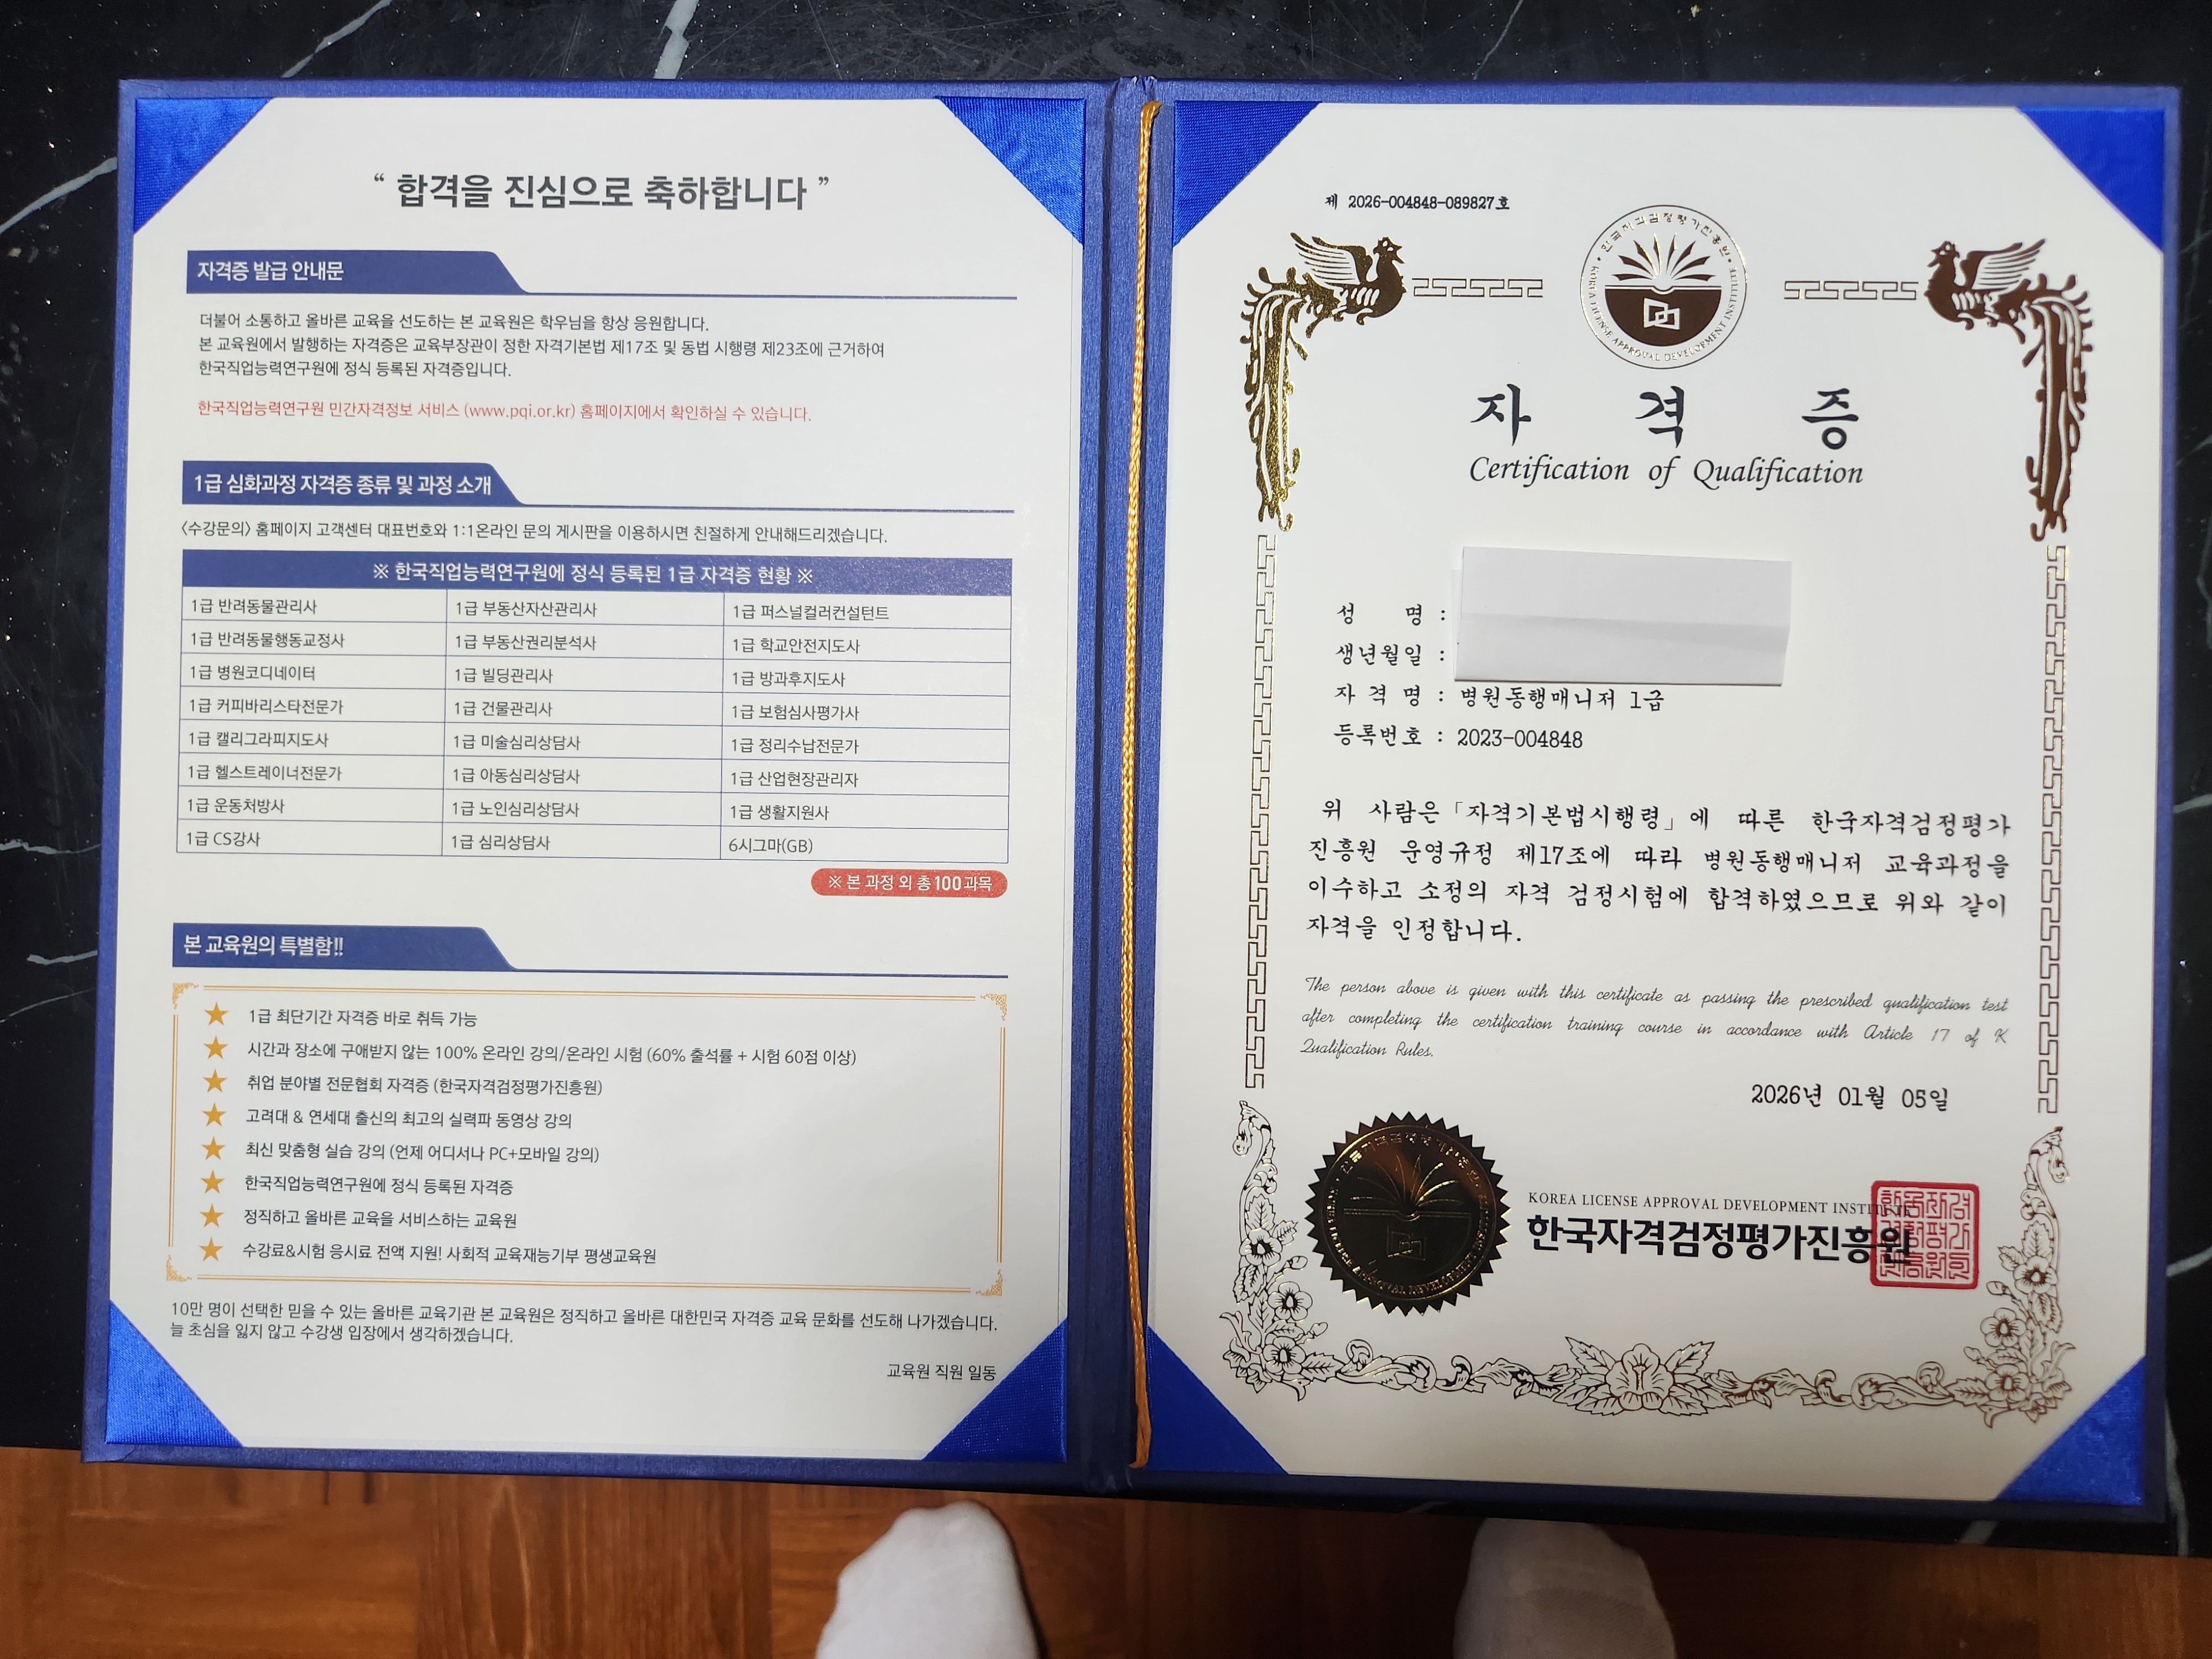 “ 합격을 진심으로 축하합니다 ”
자격증 발급 안내문
더불어 소통하고 올바른 교육을 선도하는 본 교육원은 학우님을 항상 응원합니다.
본 교육원에서 발행하는 자격증은 교육부장관이 정한 자격기본법 제17조 및 동법 시행령 제23조에 근거하여
한국직업능력연구원에 정식 등록된 자격증입니다.
한국직업능력연구원 민간자격정보 서비스 (www.pqi.or.kr) 홈페이지에서 확인하실 수 있습니다.
1급 심화과정 자격증 종류 및 과정 소개
〈수강문의〉 홈페이지 고객센터 대표번호와 1:1온라인 문의 게시판을 이용하시면 친절하게 안내해드리겠습니다.
※ 한국직업능력연구원에 정식 등록된 1급 자격증 현황 ※
1급 반려동물관리사 1급 부동산자산관리사 1급 퍼스널컬러컨설턴트
1급 반려동물행동교정사 1급 부동산권리분석사 1급 학교안전지도사
1급 병원코디네이터 1급 빌딩관리사 1급 방과후지도사
1급 커피바리스타전문가 1급 건물관리사 1급 보험심사평가사
1급 캘리그라피지도사 1급 미술심리상담사 1급 정리수납전문가
1급 헬스트레이너전문가 1급 아동심리상담사 1급 산업현장관리자
1급 운동처방사 1급 노인심리상담사 1급 생활지원사
1급 CS강사 1급 심리상담사 6시그마(GB)
※ 본 과정 외 총 100과목
본 교육원의 특별함!!
★ 1급 최단기간 자격증 바로 취득 가능
★ 시간과 장소에 구애받지 않는 100% 온라인 강의/온라인 시험 (60% 출석률 + 시험 60점 이상)
★ 취업 분야별 전문협회 자격증 (한국자격검정평가진흥원)
★ 고려대 & 연세대 출신의 최고의 실력파 동영상 강의
★ 최신 맞춤형 실습 강의 (언제 어디서나 PC+모바일 강의)
★ 한국직업능력연구원에 정식 등록된 자격증
★ 정직하고 올바른 교육을 서비스하는 교육원
★ 수강료&시험 응시료 전액 지원! 사회적 교육재능기부 평생교육원
10만 명이 선택한 믿을 수 있는 올바른 교육기관 본 교육원은 정직하고 올바른 대한민국 자격증 교육 문화를 선도해 나가겠습니다.
늘 초심을 잃지 않고 수강생 입장에서 생각하겠습니다.
교육원 직원 일동
제 2026-004848-089827호
한국자격검정평가진흥원
KOREA LICENSE APPROVAL DEVELOPMENT INSTITUTE
자 격 증
Certification of Qualification
성 명 :
생년월일 :
자 격 명 : 병원동행매니저 1급
등록번호 : 2023-004848
위 사람은 「자격기본법시행령」에 따른 한국자격검정평가
진흥원 운영규정 제17조에 따라 병원동행매니저 교육과정을
이수하고 소정의 자격 검정시험에 합격하였으므로 위와 같이
자격을 인정합니다.
The person above is given with this certificate as passing the prescribed qualification test
after completing the certification training course in accordance with Article 17 of K
Qualification Rules.
2026년 01월 05일
KOREA LICENSE APPROVAL DEVELOPMENT INSTITUTE
한국자격검정평가진흥원